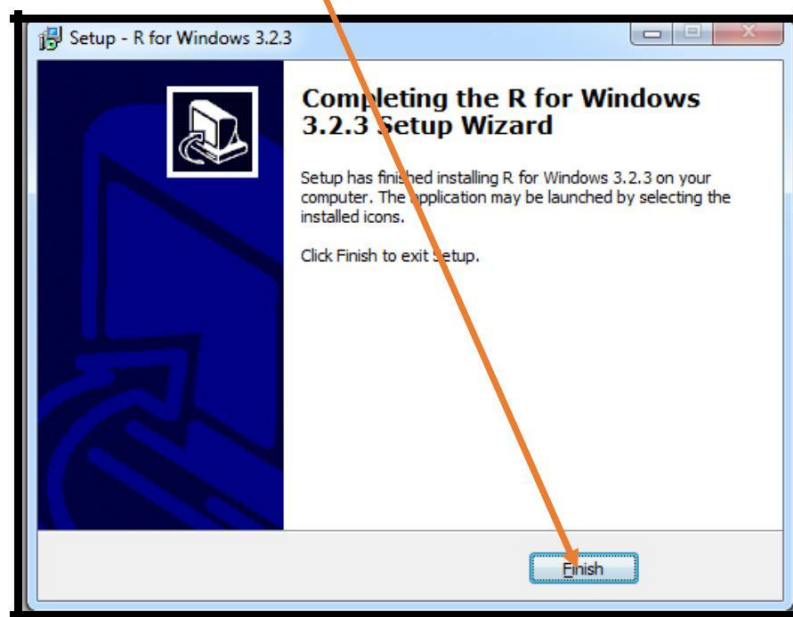 Setup - R for Windows 3.2.3
Completing the R for Windows
3.2.3 Setup Wizard
Setup has finished installing R for Windows 3.2.3 on your
computer. The application may be launched by selecting the
installed icons.
Click Finish to exit Setup.
Finish